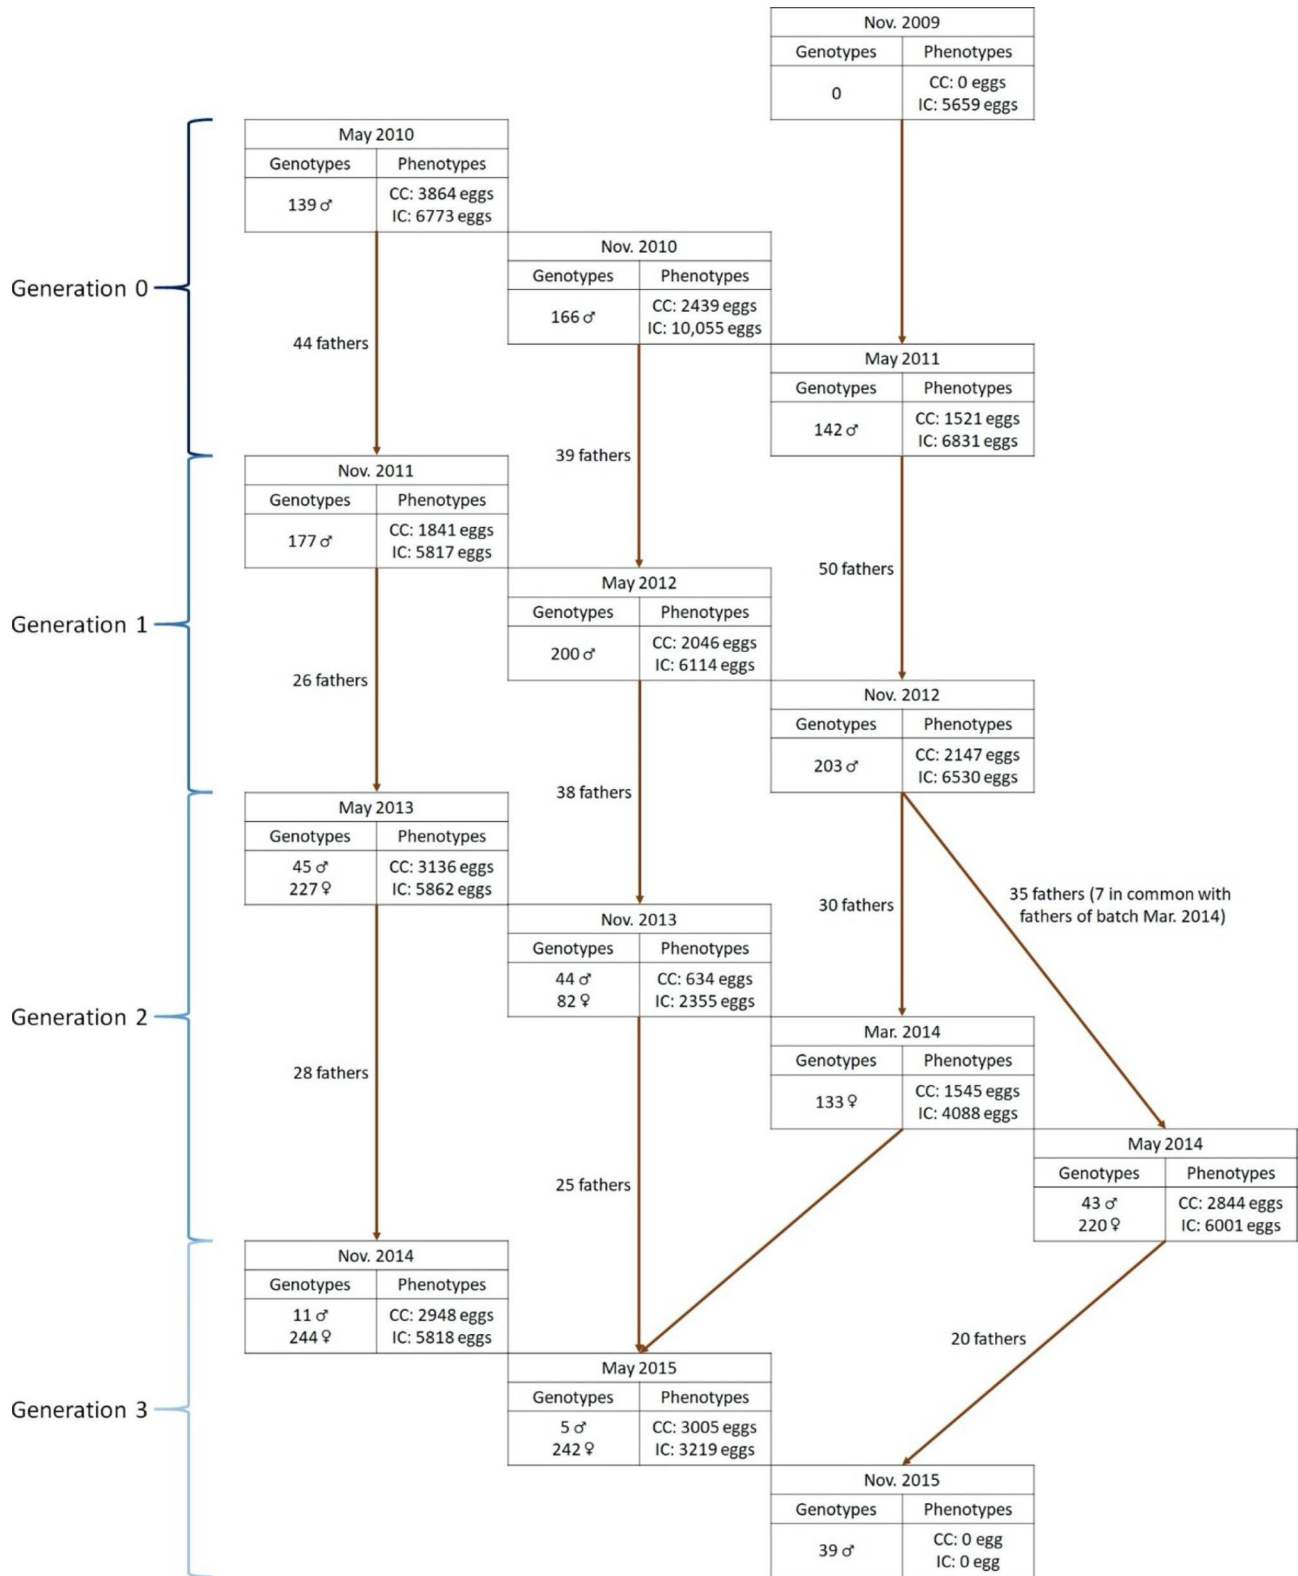 Nov. 2009
Genotypes Phenotypes
0
CC: 0 eggs
IC: 5659 eggs
May 2010
Genotypes Phenotypes
139 ♂
CC: 3864 eggs
IC: 6773 eggs
Generation 0
Nov. 2010
Genotypes Phenotypes
166 ♂
CC: 2439 eggs
IC: 10,055 eggs
44 fathers
May 2011
Genotypes Phenotypes
142 ♂
CC: 1521 eggs
IC: 6831 eggs
39 fathers
Nov. 2011
Genotypes Phenotypes
177 ♂
CC: 1841 eggs
IC: 5817 eggs
50 fathers
Generation 1
May 2012
Genotypes Phenotypes
200 ♂
CC: 2046 eggs
IC: 6114 eggs
26 fathers
Nov. 2012
Genotypes Phenotypes
203 ♂
CC: 2147 eggs
IC: 6530 eggs
38 fathers
May 2013
Genotypes Phenotypes
45 ♂
227 ♀
CC: 3136 eggs
IC: 5862 eggs
30 fathers
35 fathers (7 in common with
fathers of batch Mar. 2014)
Generation 2
Nov. 2013
Genotypes Phenotypes
44 ♂
82 ♀
CC: 634 eggs
IC: 2355 eggs
Mar. 2014
Genotypes Phenotypes
133 ♀
CC: 1545 eggs
IC: 4088 eggs
28 fathers
May 2014
Genotypes Phenotypes
43 ♂
220 ♀
CC: 2844 eggs
IC: 6001 eggs
25 fathers
Nov. 2014
Genotypes Phenotypes
11 ♂
244 ♀
CC: 2948 eggs
IC: 5818 eggs
20 fathers
Generation 3
May 2015
Genotypes Phenotypes
5 ♂
242 ♀
CC: 3005 eggs
IC: 3219 eggs
Nov. 2015
Genotypes Phenotypes
39 ♂
CC: 0 egg
IC: 0 egg